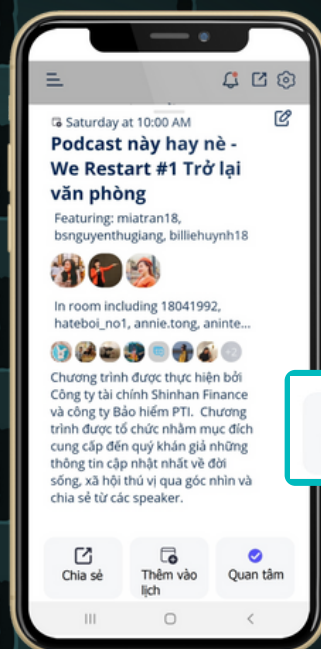 Saturday at 10:00 AM
Podcast này hay nè -
We Restart #1 Trở lại
văn phòng
Featuring: miatran18,
bsnguyenthugiang, billiehuynh18
In room including 18041992,
hateboi_no1, annie.tong, aninte...
+2
Chương trình được thực hiện bởi
Công ty tài chính Shinhan Finance
và công ty Bảo hiểm PTI. Chương
trình được tổ chức nhằm mục đích
cung cấp đến quý khán giả những
thông tin cập nhật nhất về đời
sống, xã hội thú vị qua góc nhìn và
chia sẻ từ các speaker.
Chia sẻ
Thêm vào
lịch
Quan tâm